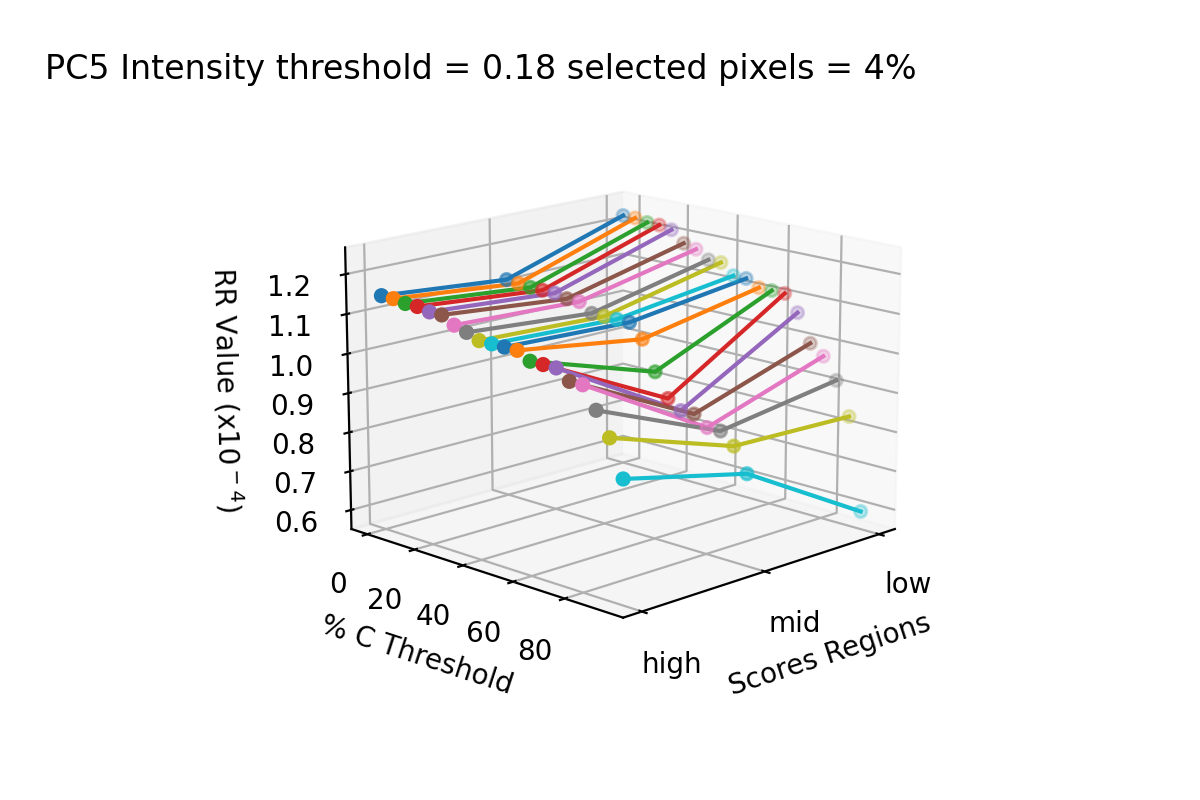 PC5 Intensity threshold = 0.18 selected pixels = 4%
RR Value (x10⁻⁴)
1.2
1.1
1.0
0.9
0.8
0.7
0.6
0
20
40
60
80
% C Threshold
high
mid
low
Scores Regions